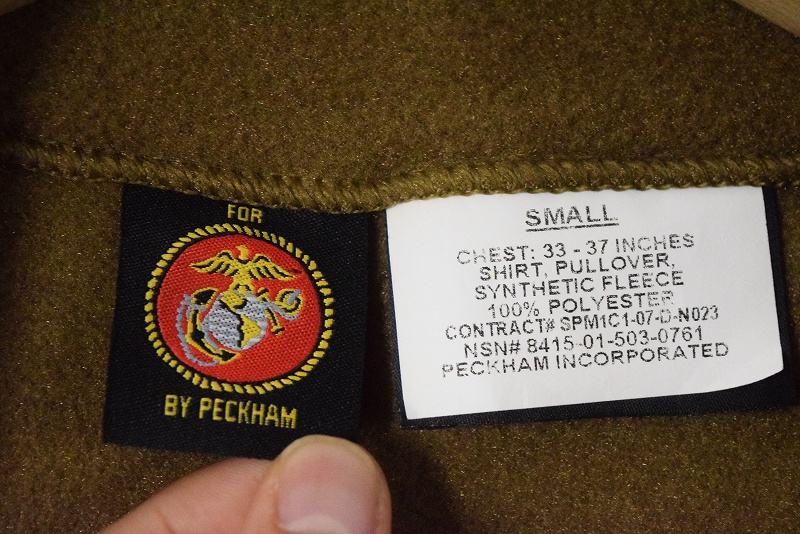 FOR
BY PECKHAM
SMALL
CHEST: 33 - 37 INCHES
SHIRT, PULLOVER,
SYNTHETIC FLEECE
100% POLYESTER
CONTRACT# SPM1C1-07-D-N023
NSN# 8415-01-503-0761
PECKHAM INCORPORATED